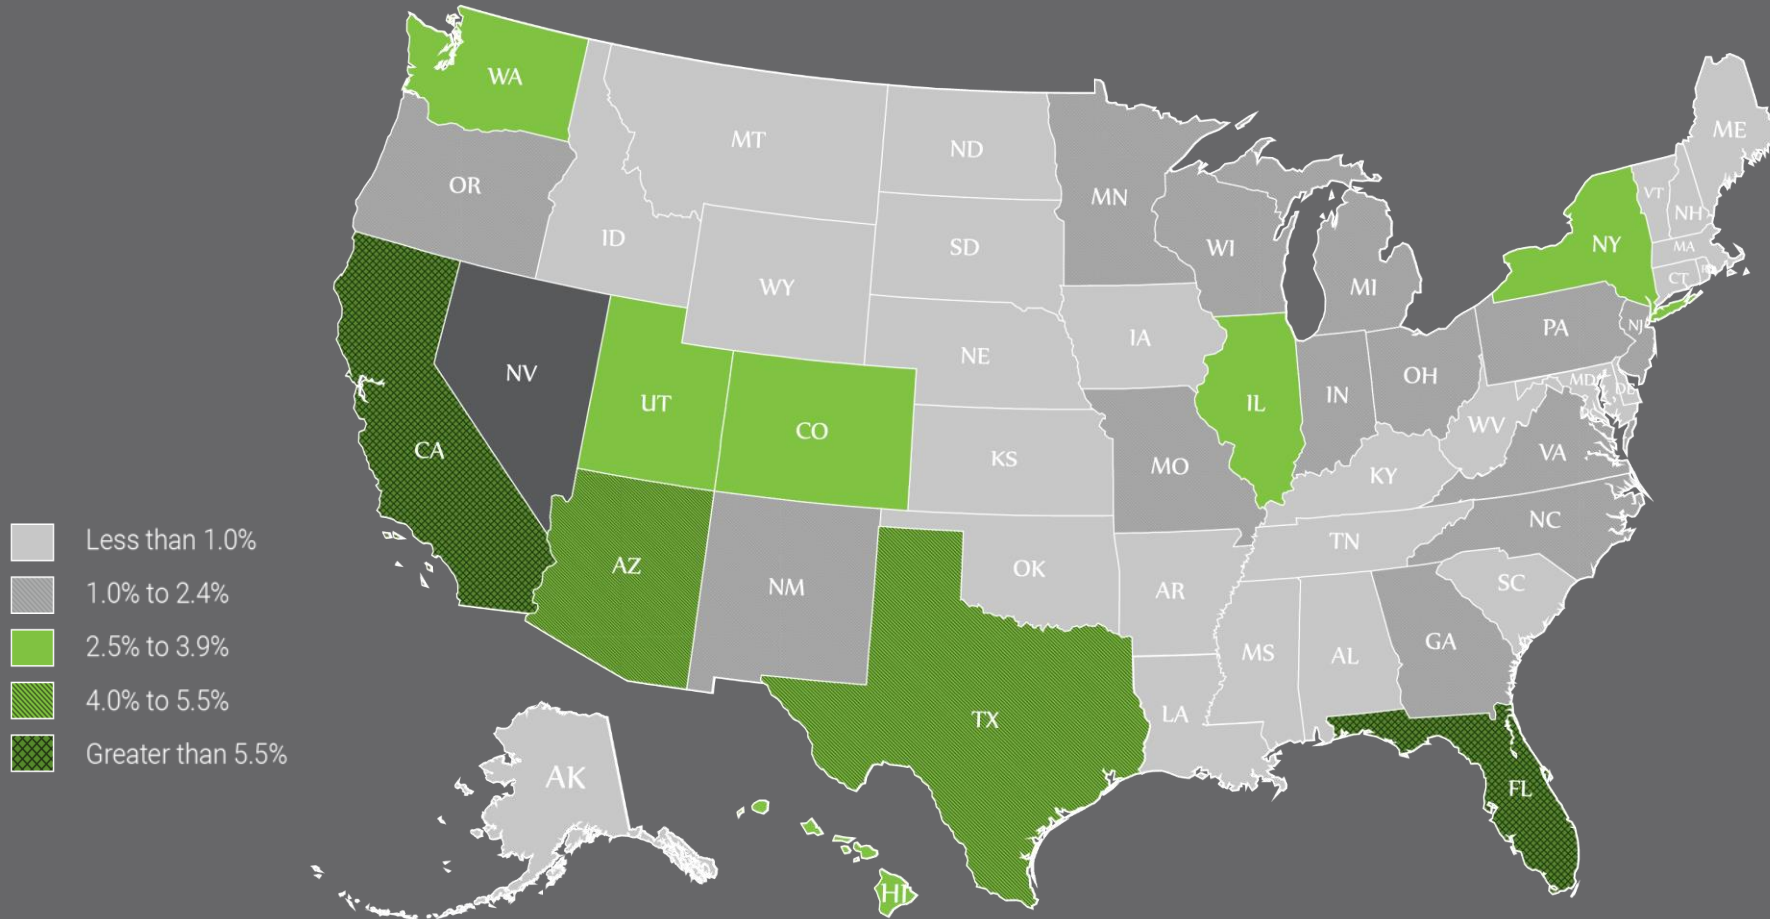 WA
MT
ND
ME
OR
MN
VT
NH
ID
SD
WI
NY
MA
WY
MI
CT
RI
IA
PA
NJ
NE
NV
OH
MD
DE
UT
CO
IL
IN
WV
CA
KS
MO
KY
VA
Less than 1.0%
NC
TN
AZ
NM
OK
AR
SC
1.0% to 2.4%
2.5% to 3.9%
MS
AL
GA
4.0% to 5.5%
TX
LA
Greater than 5.5%
AK
FL
HI